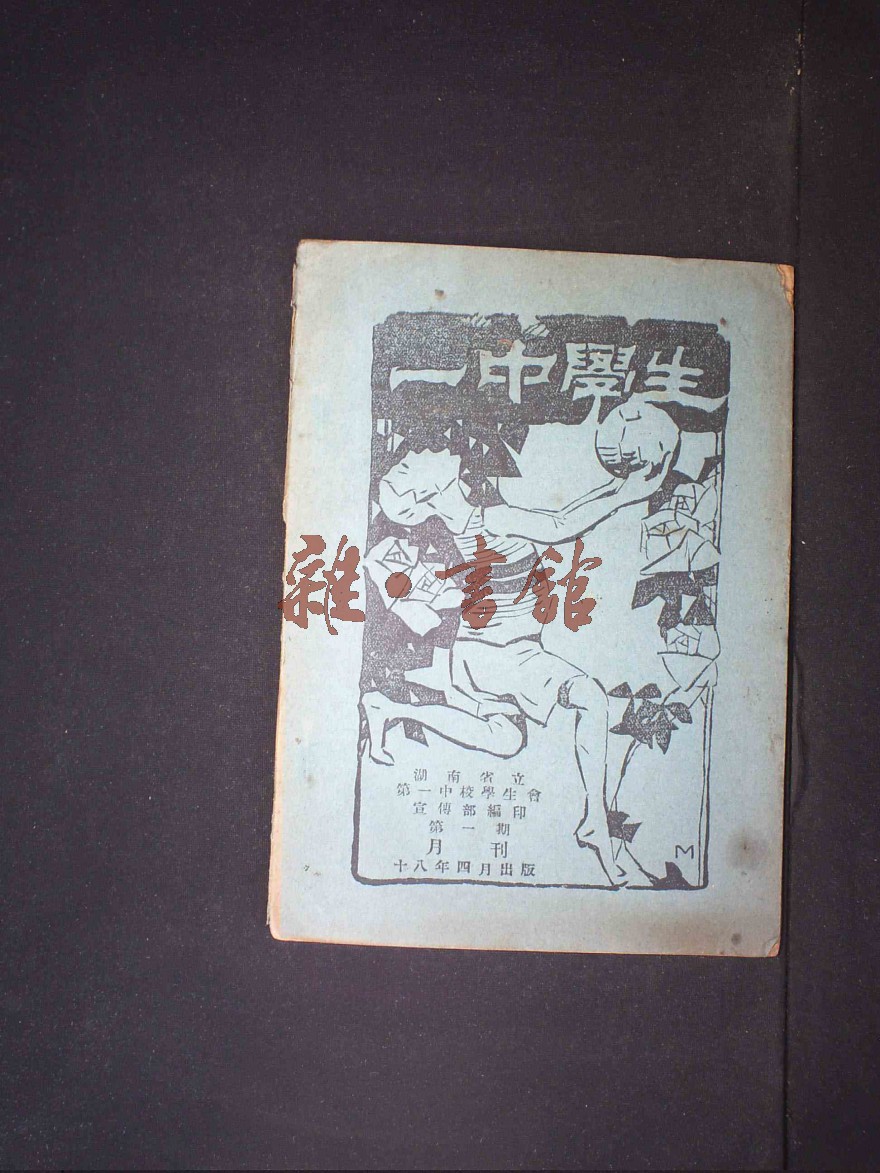 一中學生
雜·書舘
湖南省立
第一中校學生會
宣傳部編印
第一期
月刊
十八年四月出版
M